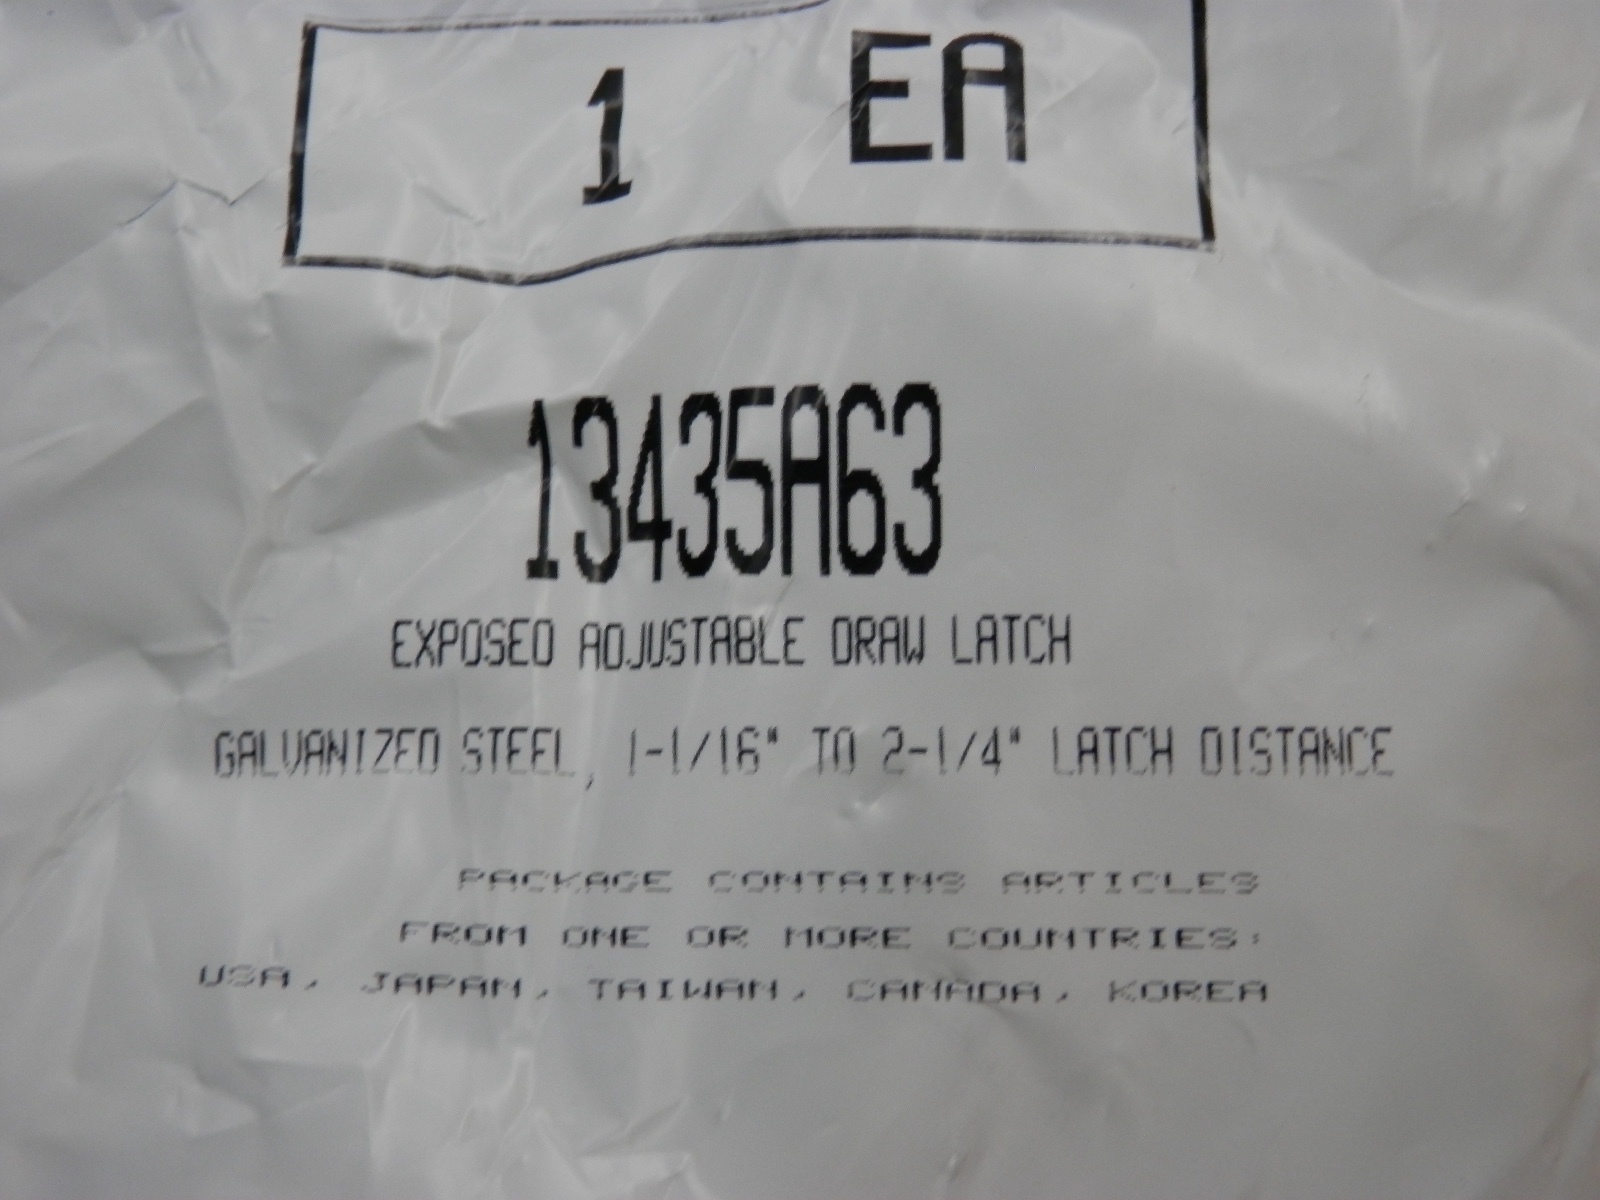 1 EA
13435A63
EXPOSED ADJUSTABLE DRAW LATCH
GALVANIZED STEEL, 1-1/16" TO 2-1/4" LATCH DISTANCE
PACKAGE CONTAINS ARTICLES
FROM ONE OR MORE COUNTRIES:
USA, JAPAN, TAIWAN, CANADA, KOREA